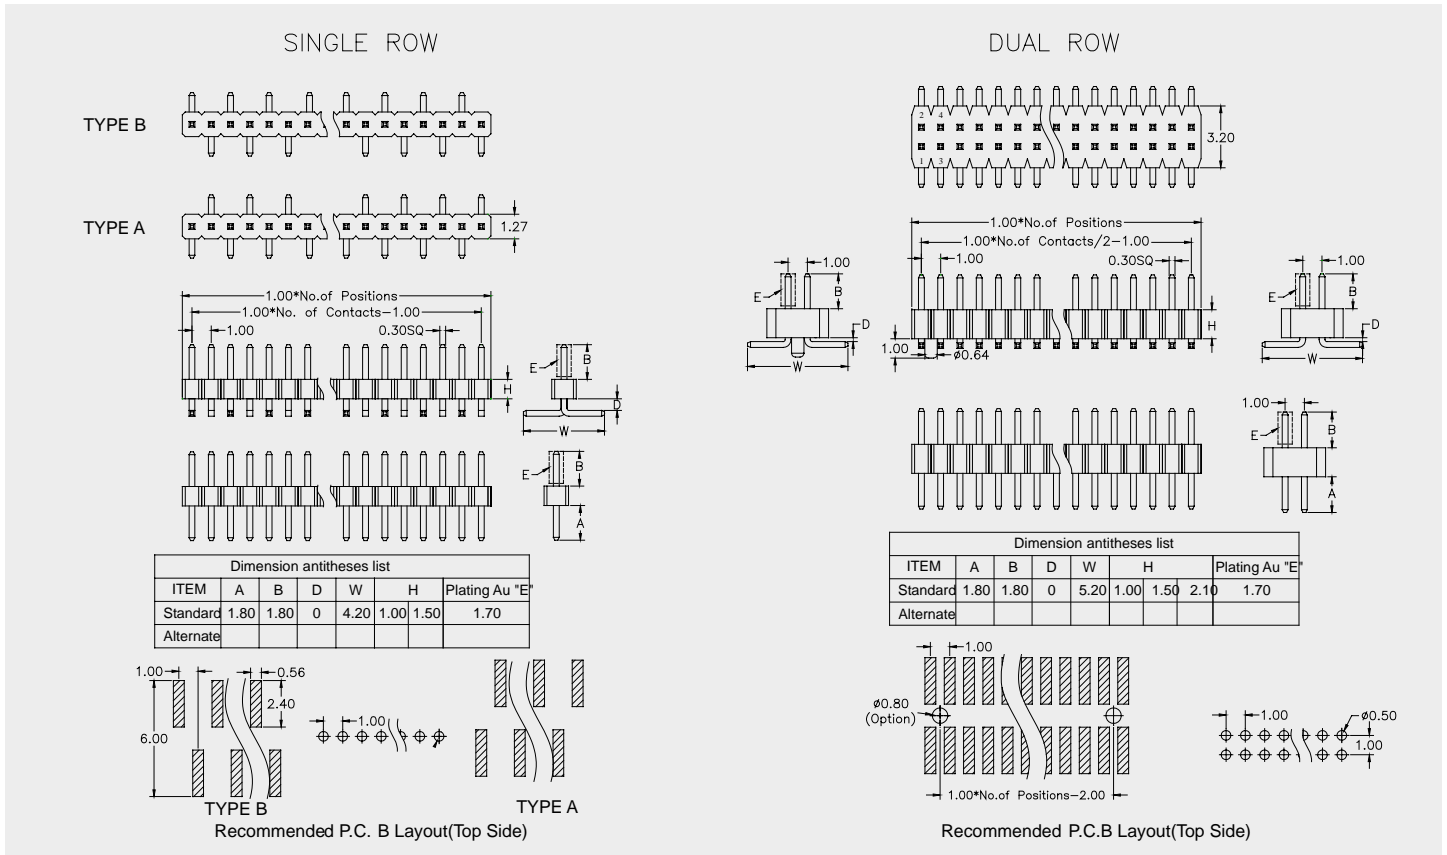 SINGLE ROW
TYPE B
TYPE A
1.27
1.00*No.of Positions
1.00*No. of Contacts-1.00
1.00
0.30SQ
H
E
B
D
W
E
B
A
Dimension antitheses list
ITEM A B D W H Plating Au "E"
Standard 1.80 1.80 0 4.20 1.00 1.50 1.70
Alternate
1.00
0.56
2.40
6.00
1.00
TYPE B
TYPE A
Recommended P.C. B Layout(Top Side)
DUAL ROW
2 4
1 3
3.20
1.00*No.of Positions
1.00*No.of Contacts/2-1.00
1.00
0.30SQ
H
1.00
ø0.64
1.00
E
B
D
W
1.00
E
B
D
W
1.00
E
B
A
Dimension antitheses list
ITEM A B D W H Plating Au "E"
Standard 1.80 1.80 0 5.20 1.00 1.50 2.10 1.70
Alternate
1.00
ø0.80
(Option)
1.00*No.of Positions-2.00
1.00
ø0.50
1.00
Recommended P.C.B Layout(Top Side)